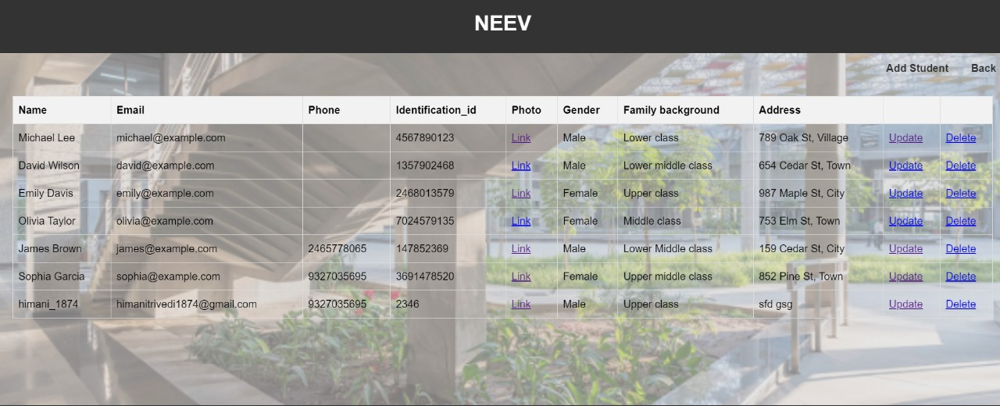 NEEV
Add Student Back
Name Email Phone Identification_id Photo Gender Family background Address
Michael Lee michael@example.com 4567890123 Link Male Lower class 789 Oak St, Village Update Delete
David Wilson david@example.com 1357902468 Link Male Lower middle class 654 Cedar St, Town Update Delete
Emily Davis emily@example.com 2468013579 Link Female Upper class 987 Maple St, City Update Delete
Olivia Taylor olivia@example.com 7024579135 Link Female Middle class 753 Elm St, Town Update Delete
James Brown james@example.com 2465778065 147852369 Link Male Lower Middle class 159 Cedar St, City Update Delete
Sophia Garcia sophia@example.com 9327035695 3691478520 Link Female Upper middle class 852 Pine St, Town Update Delete
himani_1874 himanitrivedi1874@gmail.com 9327035695 2346 Link Male Upper class sfd gsg Update Delete